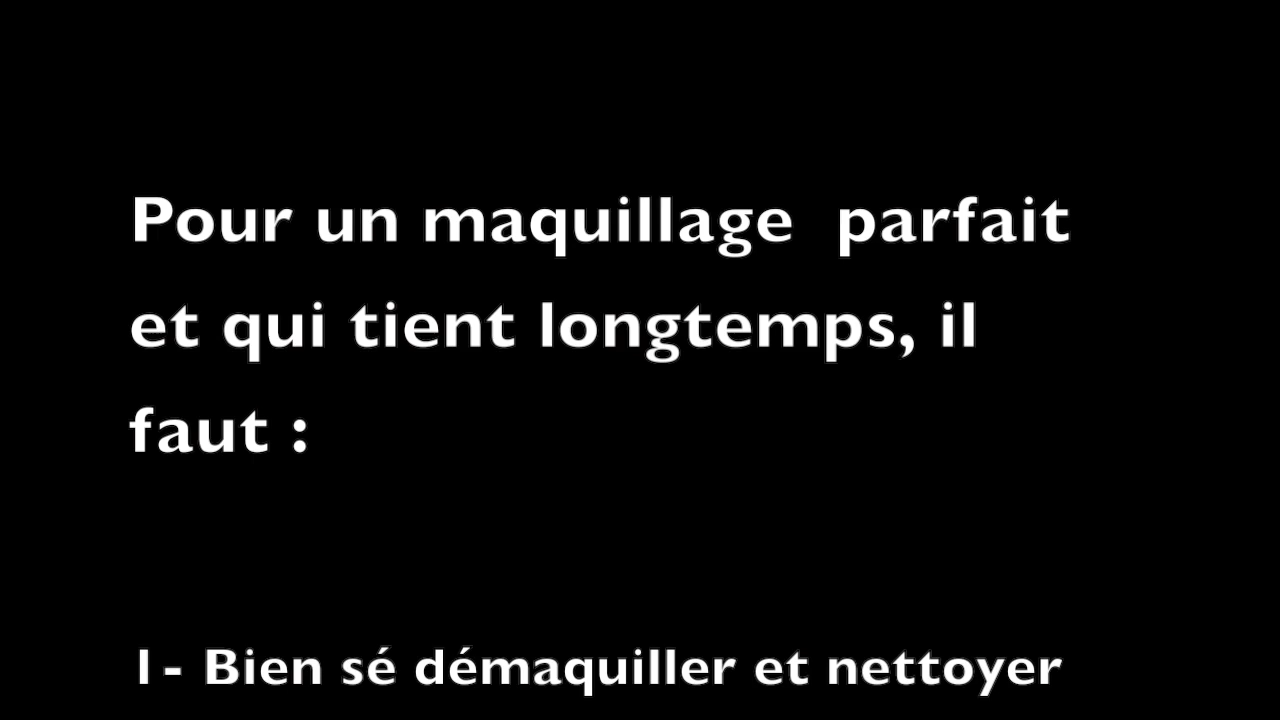 Pour un maquillage  parfait
et qui tient longtemps, il
faut :
1- Bien sé démaquiller et nettoyer